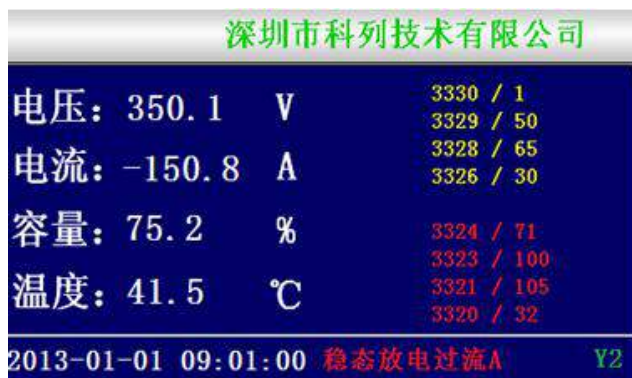 深圳市科列技术有限公司
电压：350.1 V
3330 / 1
3329 / 50
电流：-150.8 A
3328 / 65
3326 / 30
容量：75.2 %
3324 / 71
3323 / 100
温度：41.5 ℃
3321 / 105
3320 / 32
2013-01-01 09:01:00 稳态放电过流A Y2